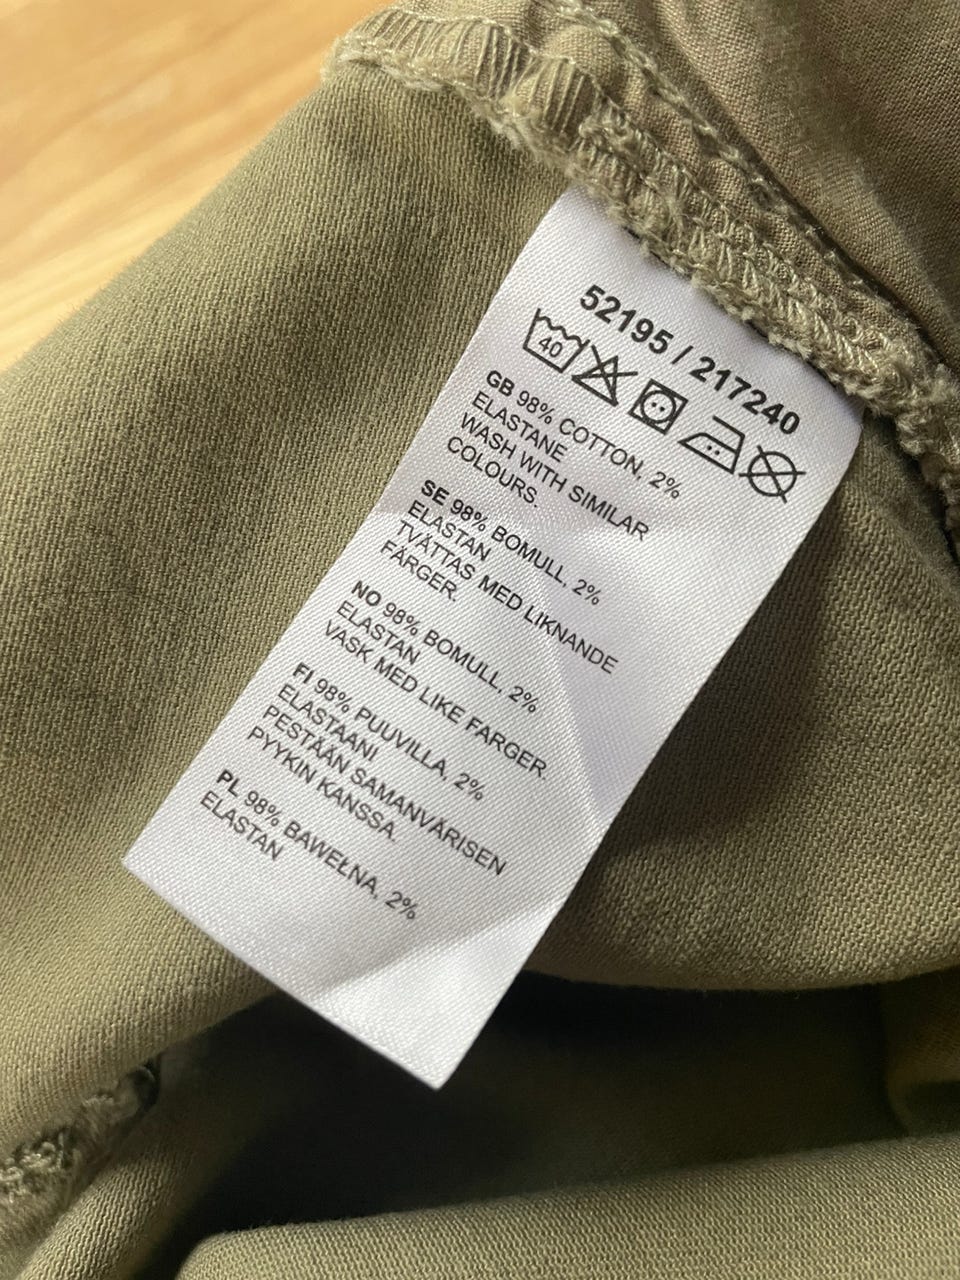 52195 / 217240
40
GB 98% COTTON, 2%
ELASTANE
WASH WITH SIMILAR
COLOURS.
SE 98% BOMULL, 2%
ELASTAN
TVÄTTAS MED LIKNANDE
FÄRGER.
NO 98% BOMULL, 2%
ELASTAN
VASK MED LIKE FARGER.
FI 98% PUUVILLA, 2%
ELASTAANI
PESTÄÄN SAMANVÄRISEN
PYYKIN KANSSA.
PL 98% BAWEŁNA, 2%
ELASTAN